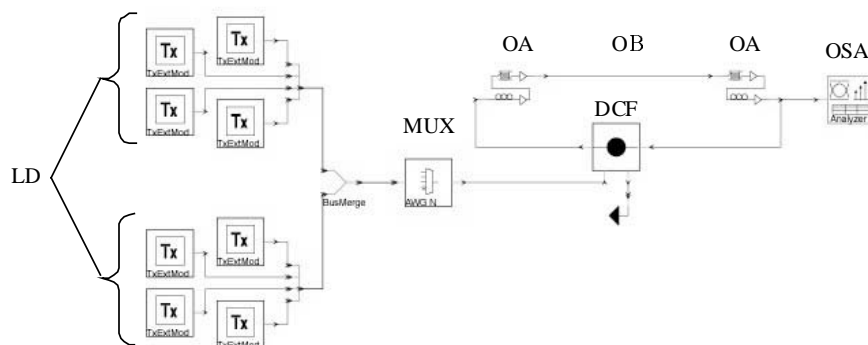 OA OB OA
OSA
Tx
TxExtMod.
Tx
TxExtMod.
Tx
TxExtMod.
Tx
TxExtMod.
Analyzer
DCF
MUX
LD
BusMerge
AWG N
Tx
TxExtMod.
Tx
TxExtMod.
Tx
TxExtMod.
Tx
TxExtMod.